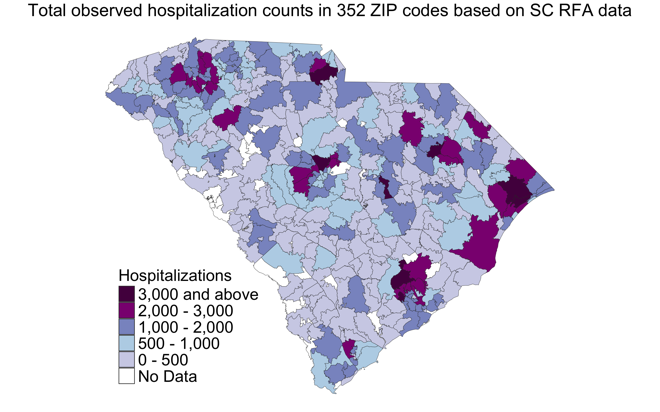 Total observed hospitalization counts in 352 ZIP codes based on SC RFA data
Hospitalizations
3,000 and above
2,000 - 3,000
1,000 - 2,000
500 - 1,000
0 - 500
No Data